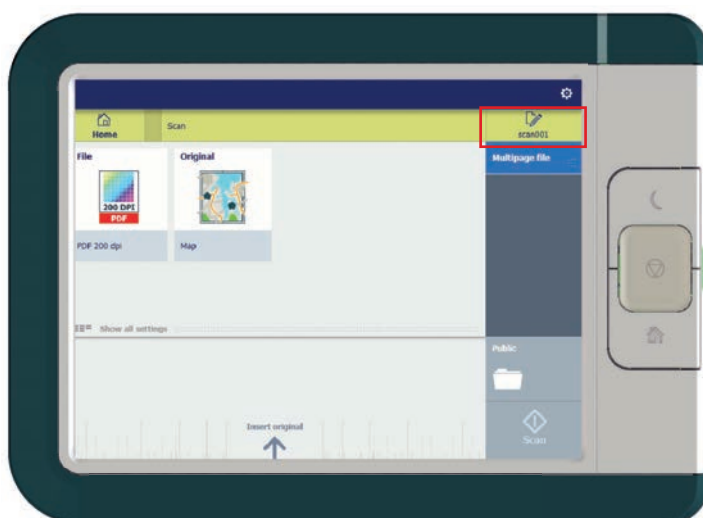 Home
Scan
scan001
File
Original
Multipage file
200 DPI
PDF
PDF 200 dpi
Map
Show all settings
Public
Insert original
Scan